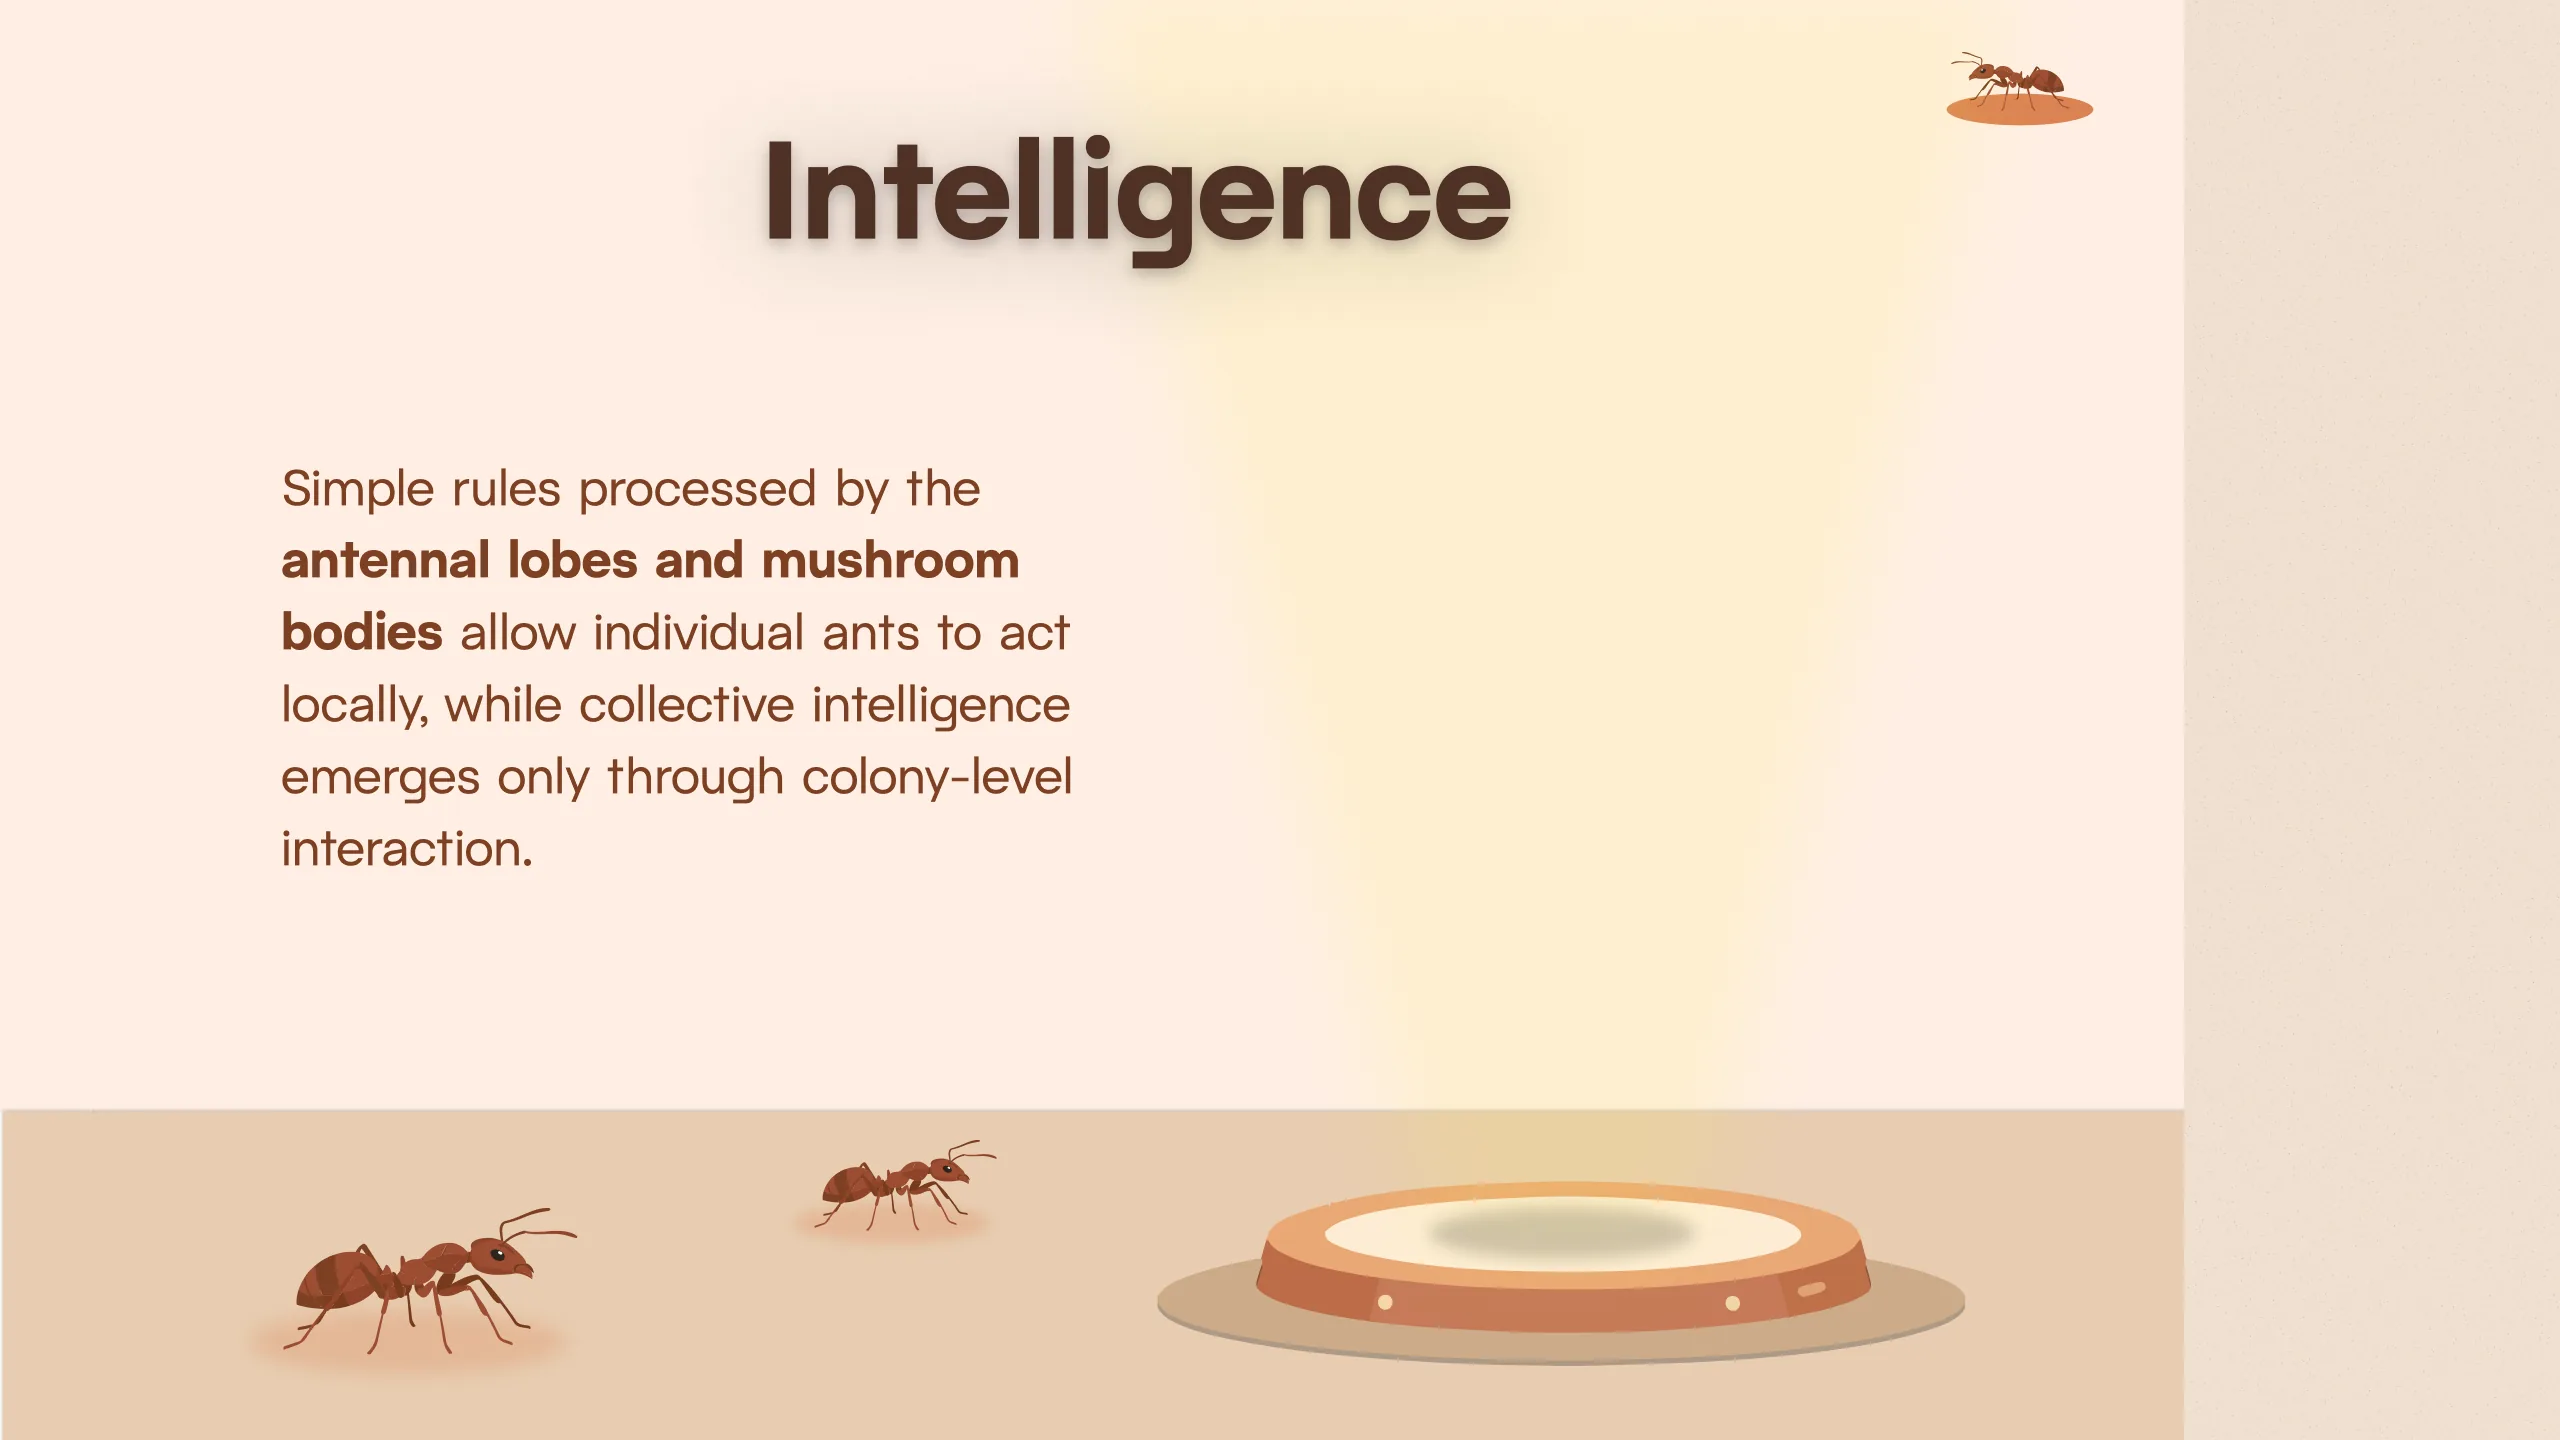 Intelligence
Simple rules processed by the
antennal lobes and mushroom
bodies allow individual ants to act
locally, while collective intelligence
emerges only through colony-level
interaction.